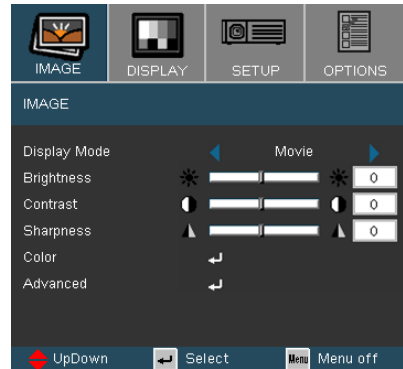 IMAGE DISPLAY SETUP OPTIONS
IMAGE
Display Mode Movie
Brightness 0
Contrast 0
Sharpness 0
Color
Advanced
UpDown Select Menu Menu off